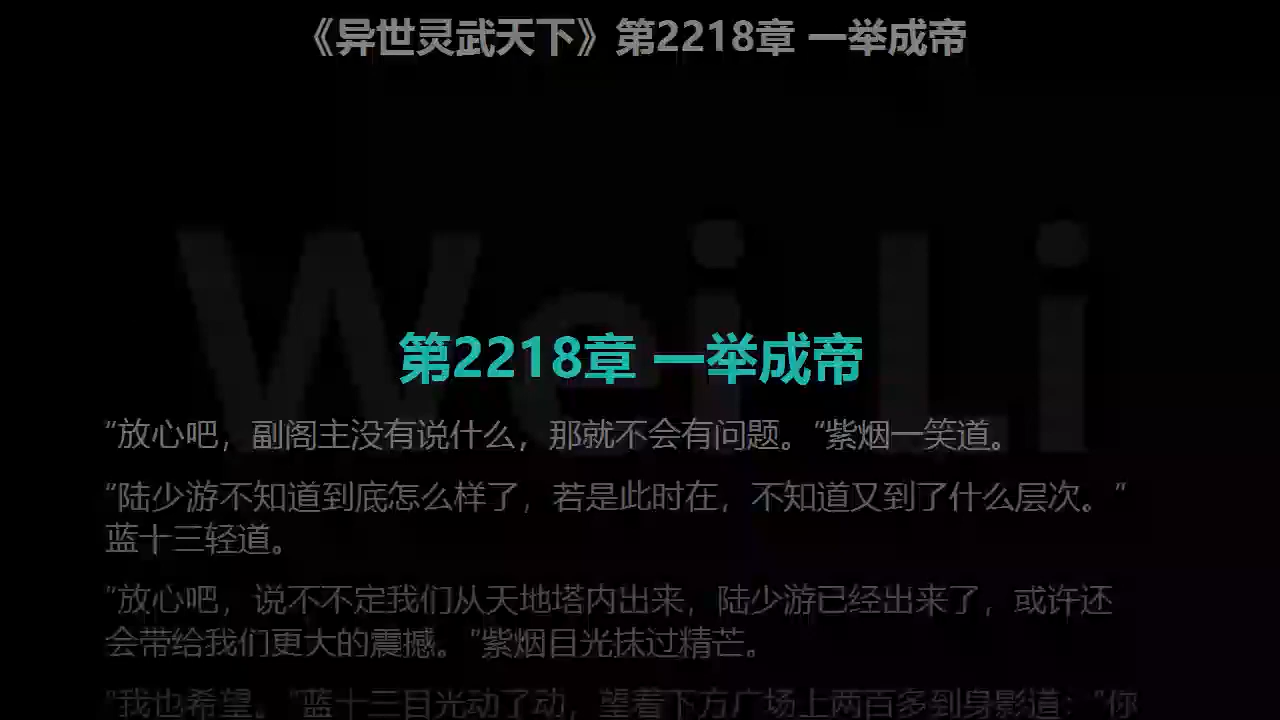 《异世灵武天下》第2218章 一举成帝
Wei Li
第2218章 一举成帝
“放心吧，副阁主没有说什么，那就不会有问题。“紫烟一笑道。
“陆少游不知道到底怎么样了，若是此时在，不知道又到了什么层次。”
蓝十三轻道。
“放心吧，说不不定我们从天地塔内出来，陆少游已经出来了，或许还
会带给我们更大的震撼。”紫烟目光抹过精芒。
“我也希望。“蓝十三目光动了动，望着下方广场上两百多到身影道：“你